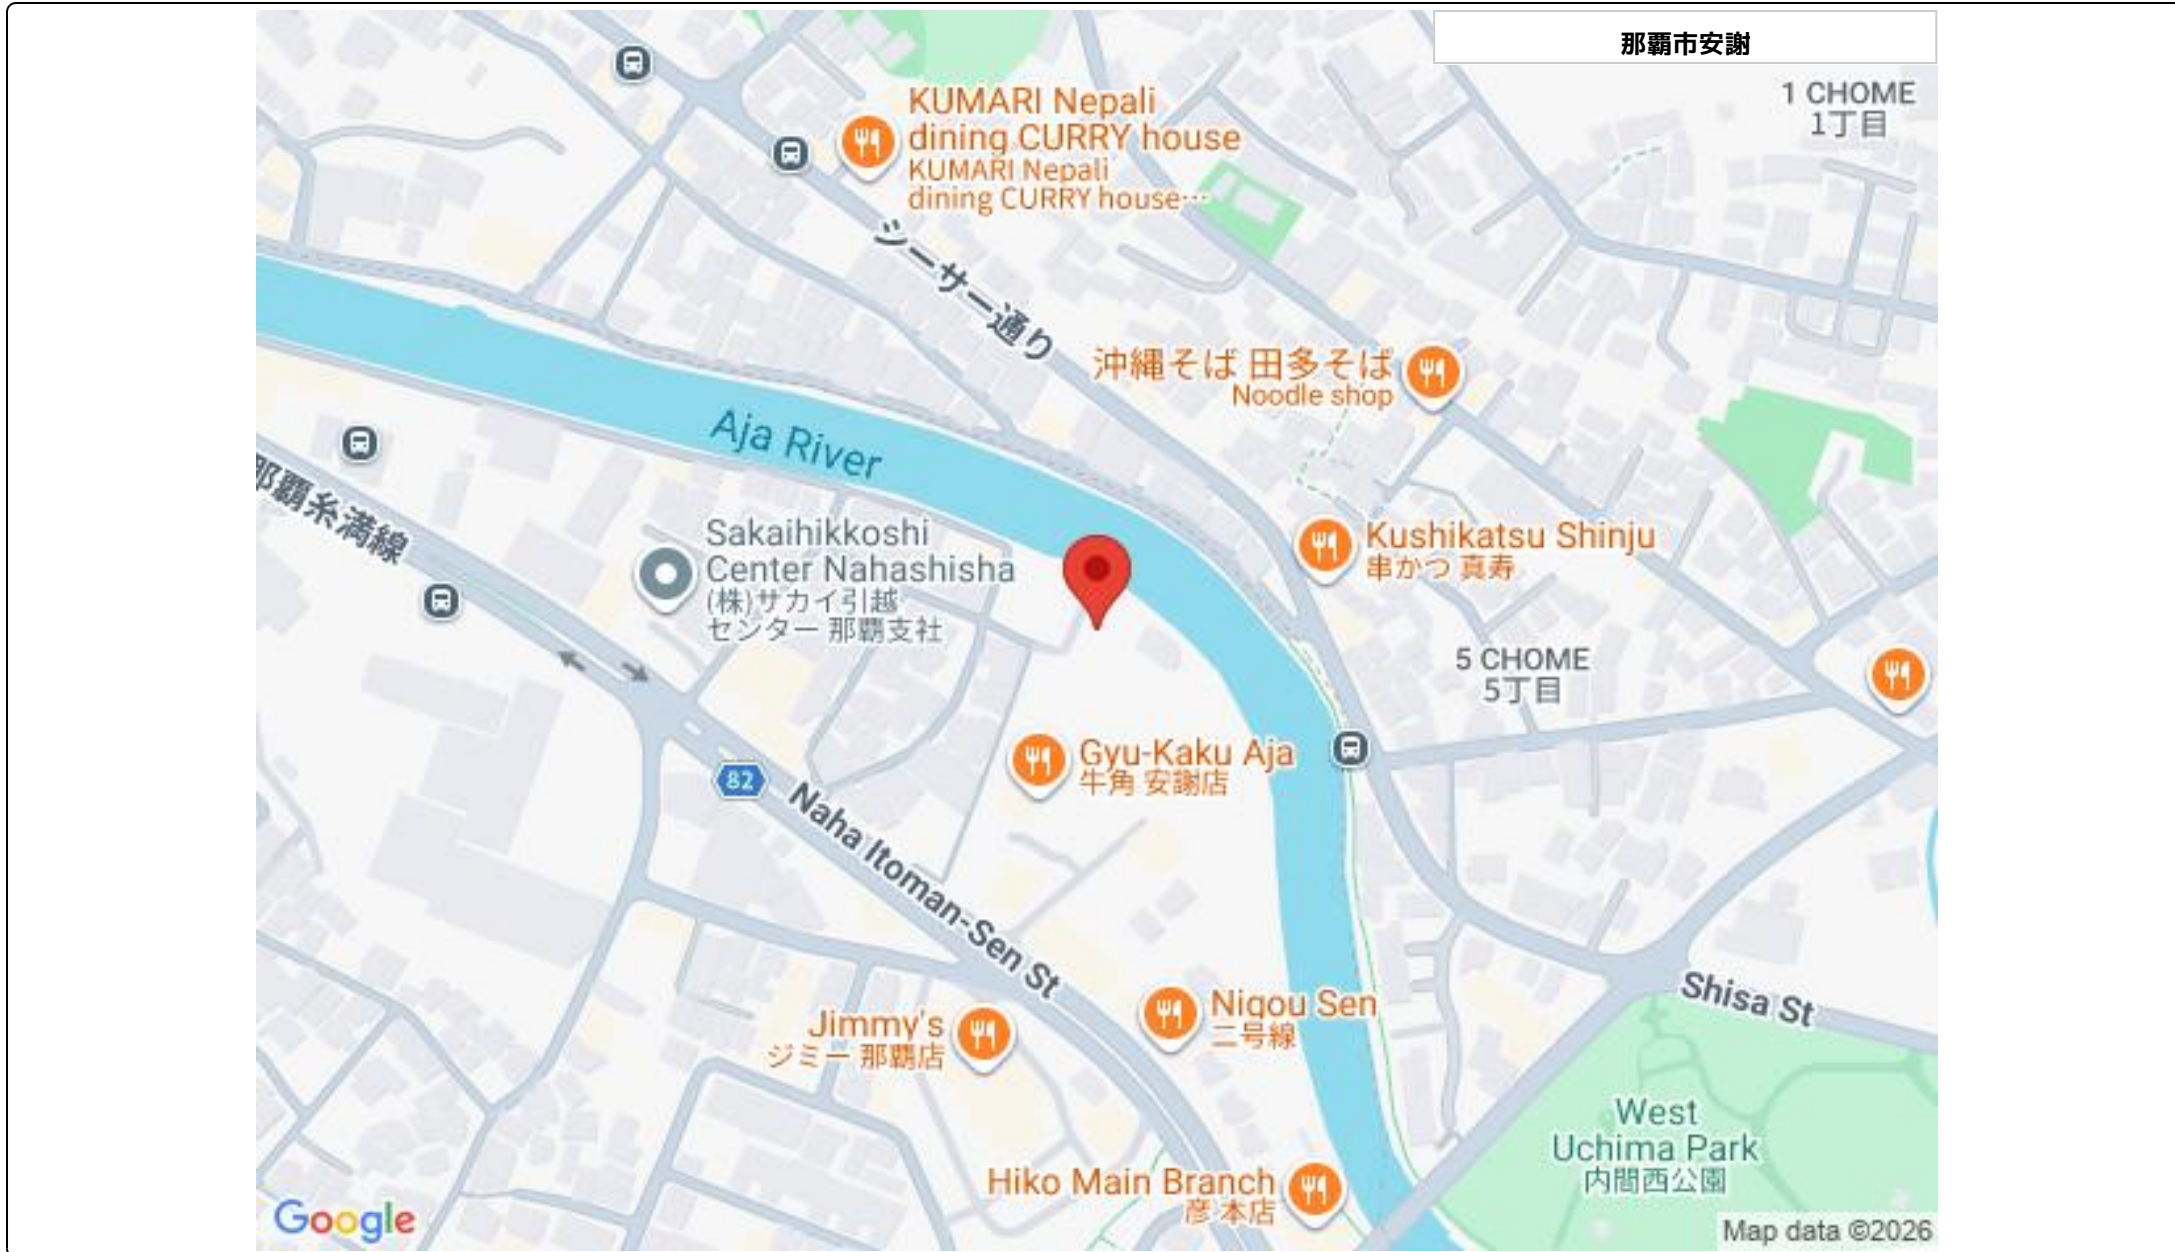 那覇市安謝
1 CHOME
1丁目
KUMARI Nepali
dining CURRY house
KUMARI Nepali
dining CURRY house…
シーサー通り
沖縄そば 田多そば
Noodle shop
Aja River
那覇糸満線
Sakaihikkoshi
Center Nahashisha
(株)サカイ引越
センター 那覇支社
Kushikatsu Shinju
串かつ 真寿
5 CHOME
5丁目
Gyu-Kaku Aja
牛角 安謝店
82
Naha Itoman-Sen St
Shisa St
Jimmy's
ジミー 那覇店
Nigou Sen
二号線
West
Uchima Park
内間西公園
Hiko Main Branch
彦 本店
Google
Map data ©2026